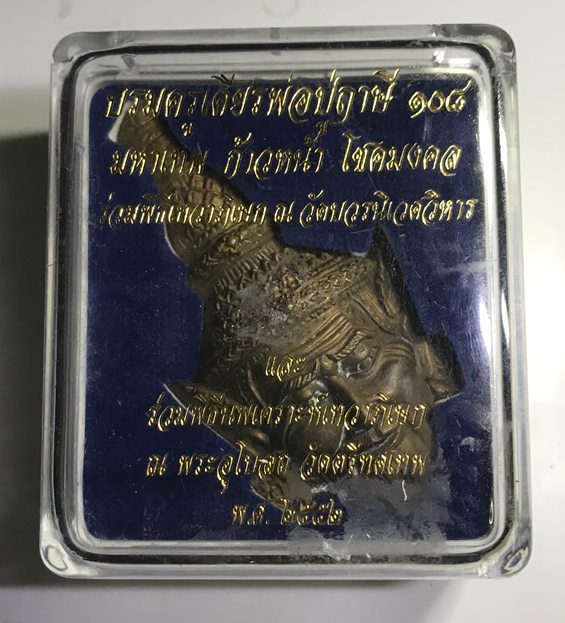 บรมครูเศียรพ่อปู่ฤาษี ๑๐๘
มหาเทพ ก้าวหน้า โชคมงคล
ร่วมพิธีเทวาภิเษก ณ วัดบวรนิเวศวิหาร
และ
ร่วมพิธีนพเคราะห์เทวาภิเษก
ณ พระอุโบสถ วัดตรีทศเทพ
พ.ศ. ๒๕๕๒